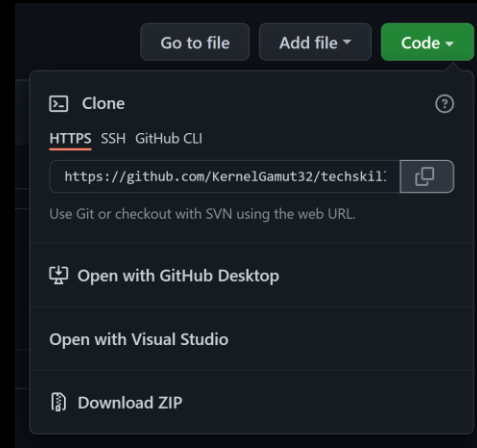 Go to file Add file Code
Clone
HTTPS SSH GitHub CLI
https://github.com/KernelGamut32/techskil
Use Git or checkout with SVN using the web URL.
Open with GitHub Desktop
Open with Visual Studio
Download ZIP